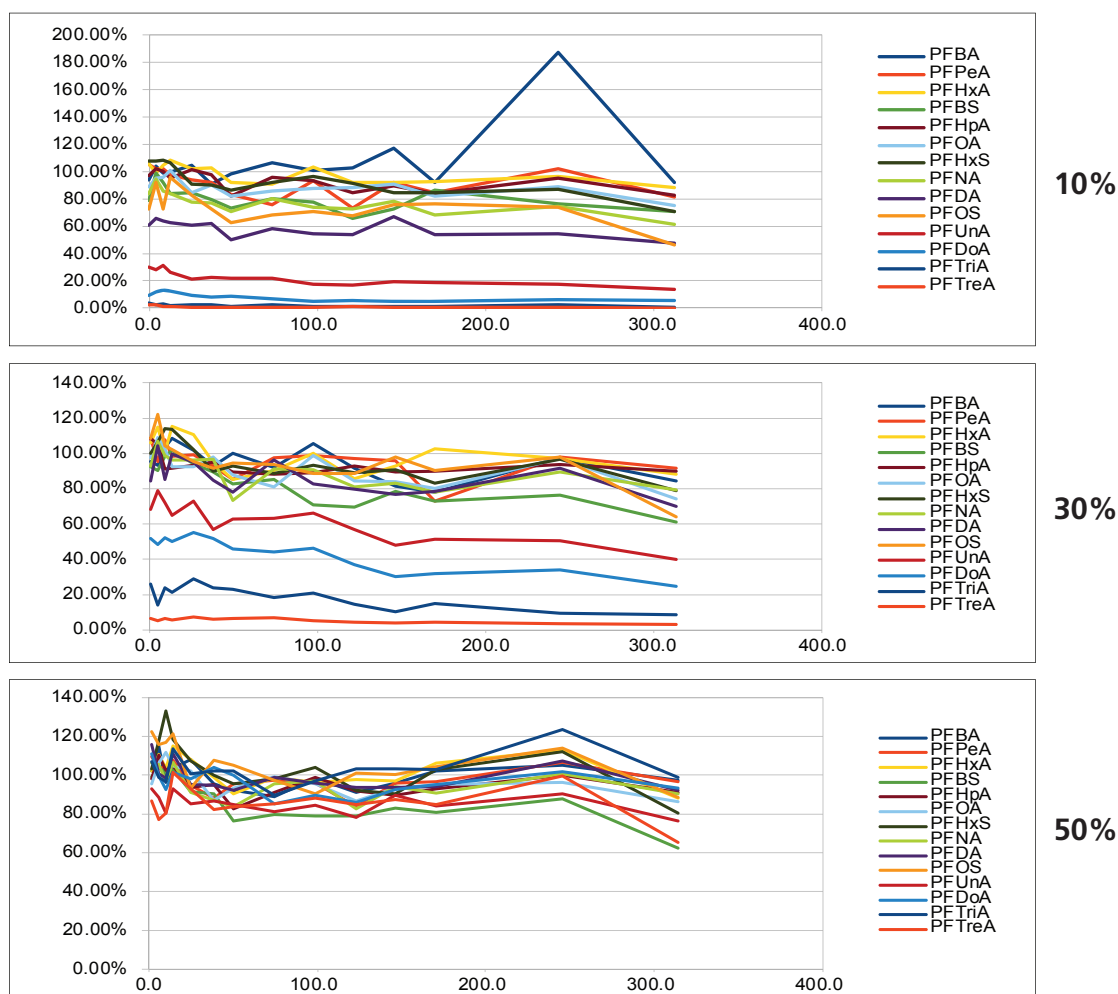 200.00%
180.00%
160.00%
140.00%
120.00%
100.00%
80.00%
60.00%
40.00%
20.00%
0.00%
0.0 100.0 200.0 300.0 400.0
PFBA
PFPeA
PFHxA
PFBS
PFHpA
PFOA
PFHxS
PFNA
PFDA
PFOS
PFUnA
PFDoA
PFTriA
PFTreA
10%
140.00%
120.00%
100.00%
80.00%
60.00%
40.00%
20.00%
0.00%
0.0 100.0 200.0 300.0 400.0
PFBA
PFPeA
PFHxA
PFBS
PFHpA
PFOA
PFHxS
PFNA
PFDA
PFOS
PFUnA
PFDoA
PFTriA
PFTreA
30%
140.00%
120.00%
100.00%
80.00%
60.00%
40.00%
20.00%
0.00%
0.0 100.0 200.0 300.0 400.0
PFBA
PFPeA
PFHxA
PFBS
PFHpA
PFOA
PFHxS
PFNA
PFDA
PFOS
PFUnA
PFDoA
PFTriA
PFTreA
50%